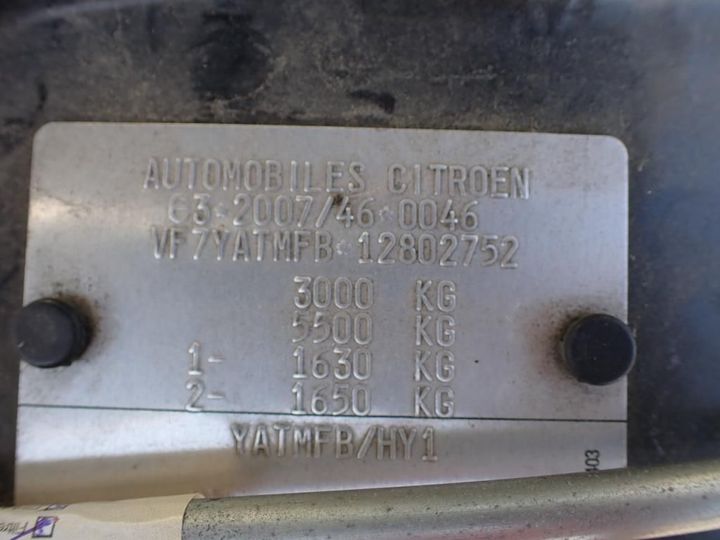 AUTOMOBILES CITROEN
e3*2007/46*0046
VF7YATMFB*12802752
3000 KG
5500 KG
1- 1630 KG
2- 1650 KG
YATMFB/HY1